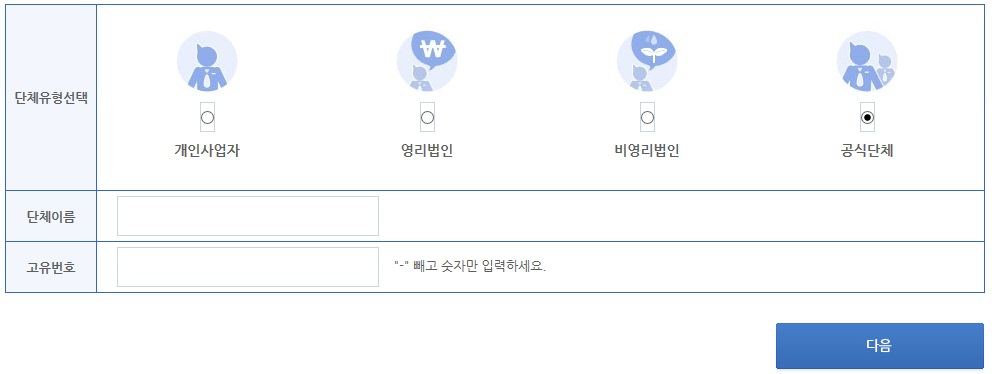 단체유형선택
₩
개인사업자
영리법인
비영리법인
공식단체
단체이름
고유번호
"-" 빼고 숫자만 입력하세요.
다음